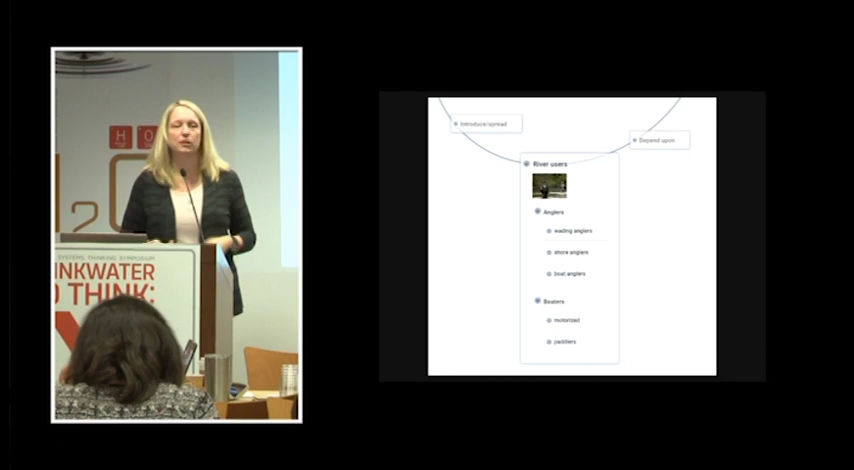 H O
2
SYSTEMS THINKING SYMPOSIUM
INKWATER
O THINK:
Introduce/spread
Depend upon
River users
Anglers
wading anglers
shore anglers
boat anglers
Boaters
motorized
paddlers